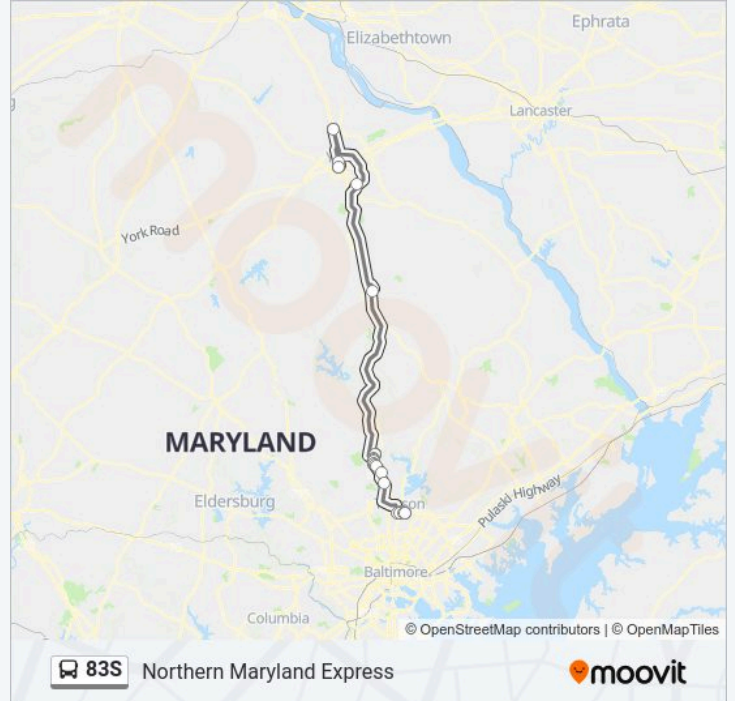 Elizabethtown
Ephrata
Lancaster
York Road
MARYLAND
Eldersburg
son
Pulaski Highway
Baltimore
Columbia
© OpenStreetMap contributors | © OpenMapTiles
83S Northern Maryland Express
moovit